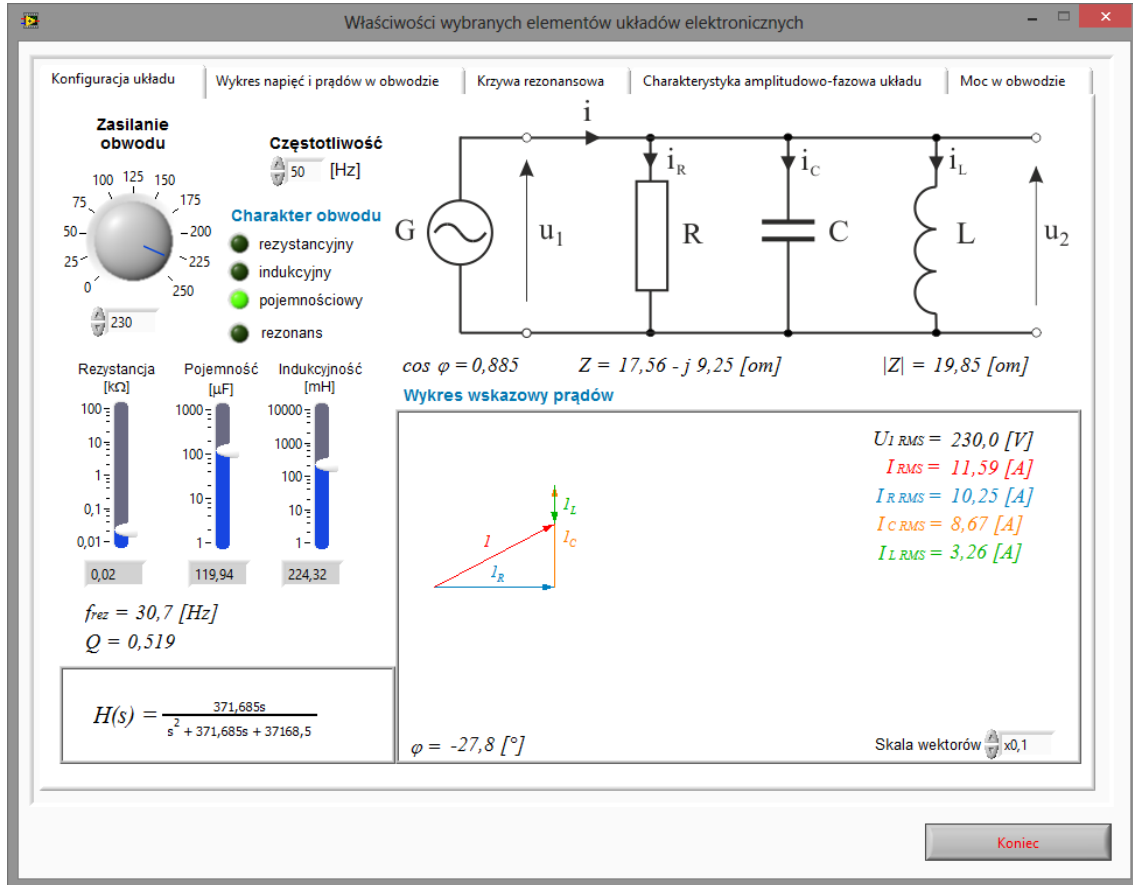 Właściwości wybranych elementów układów elektronicznych
Konfiguracja układu
Wykres napięć i prądów w obwodzie
Krzywa rezonansowa
Charakterystyka amplitudowo-fazowa układu
Moc w obwodzie
Zasilanie
obwodu
0
25
50
75
100
125
150
175
200
225
250
230
Częstotliwość
50 [Hz]
Charakter obwodu
rezystancyjny
indukcyjny
pojemnościowy
rezonans
G
u1
i
iR
R
iC
C
iL
L
u2
Rezystancja
[kΩ]
100
10
1
0,1
0,01
0,02
Pojemność
[μF]
1000
100
10
1
119,94
Indukcyjność
[mH]
10000
1000
100
10
1
224,32
frez = 30,7 [Hz]
Q = 0,519
H(s) = 371,685s
s2 + 371,685s + 37168,5
cos φ = 0,885
Z = 17,56 - j 9,25 [om]
|Z| = 19,85 [om]
Wykres wskazowy prądów
U1 RMS = 230,0 [V]
I RMS = 11,59 [A]
I R RMS = 10,25 [A]
I C RMS = 8,67 [A]
I L RMS = 3,26 [A]
IL
IC
I
IR
φ = -27,8 [°]
Skala wektorów x0,1
Koniec